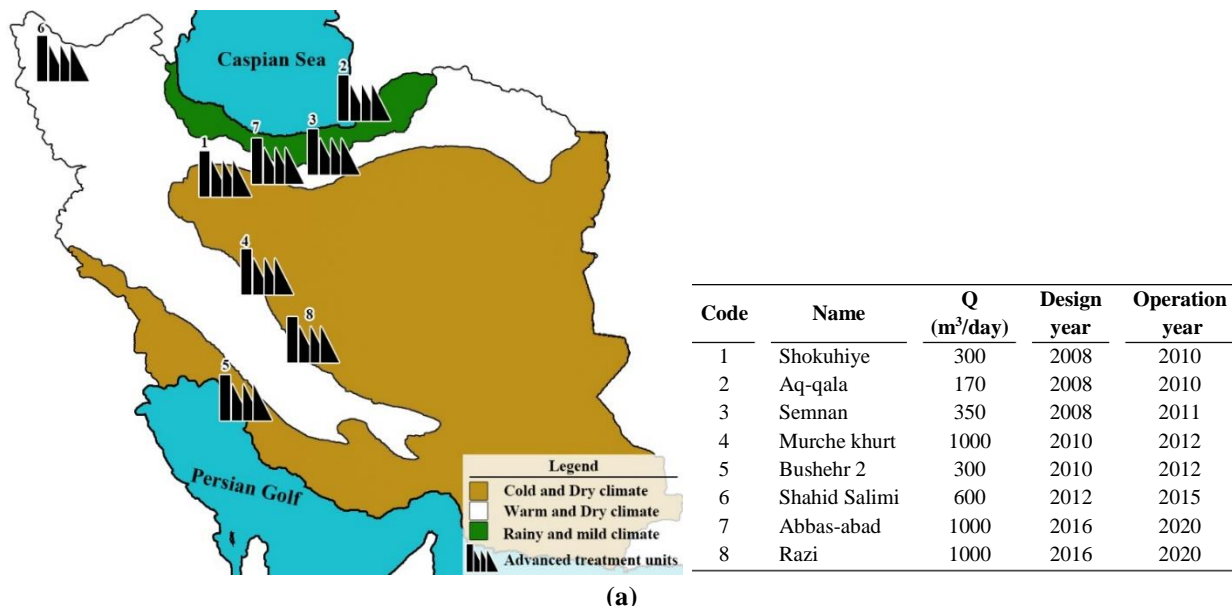 6
Caspian Sea
2
3
7
1
4
8
5
Persian Golf
Legend
Cold and Dry climate
Warm and Dry climate
Rainy and mild climate
Advanced treatment units
Code Name Q (m³/day) Design year Operation year
1 Shokuhiye 300 2008 2010
2 Aq-qala 170 2008 2010
3 Semnan 350 2008 2011
4 Murche khurt 1000 2010 2012
5 Bushehr 2 300 2010 2012
6 Shahid Salimi 600 2012 2015
7 Abbas-abad 1000 2016 2020
8 Razi 1000 2016 2020
(a)